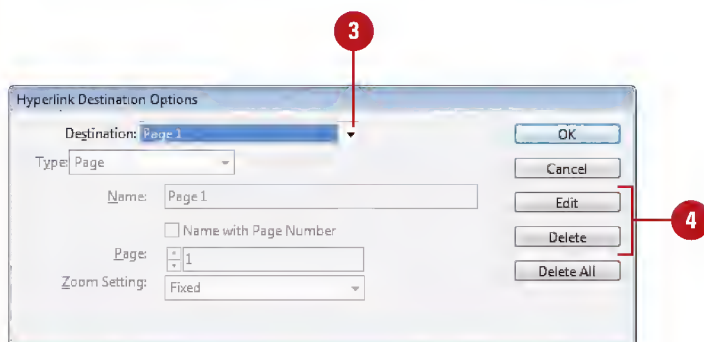 3
Hyperlink Destination Options
Destination: Page 1
OK
Type: Page
Cancel
Name: Page 1
Edit
Name with Page Number
Delete
4
Page: 1
Delete All
Zoom Setting: Fixed